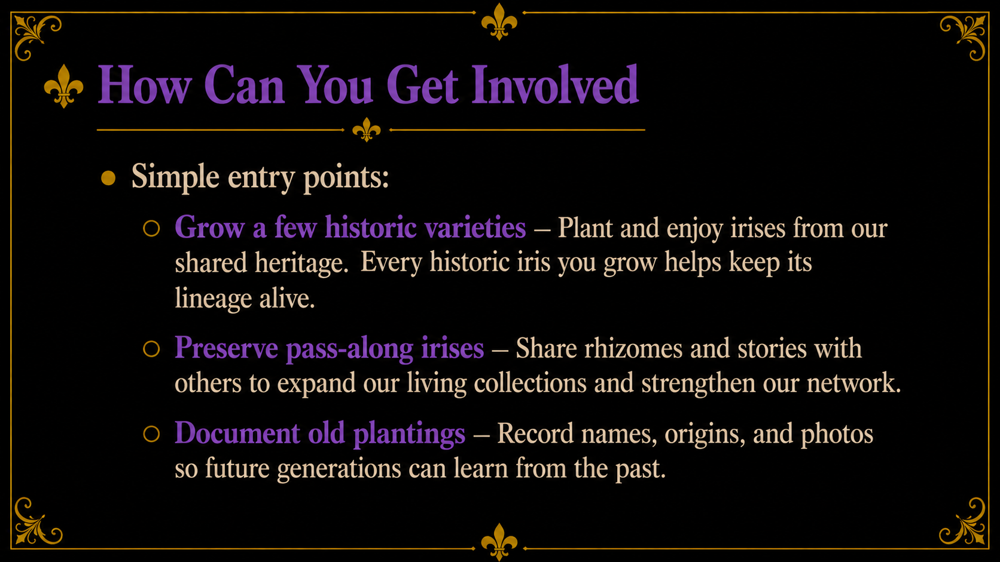 How Can You Get Involved
Simple entry points:
Grow a few historic varieties – Plant and enjoy irises from our
shared heritage.  Every historic iris you grow helps keep its
lineage alive.
Preserve pass-along irises – Share rhizomes and stories with
others to expand our living collections and strengthen our network.
Document old plantings – Record names, origins, and photos
so future generations can learn from the past.